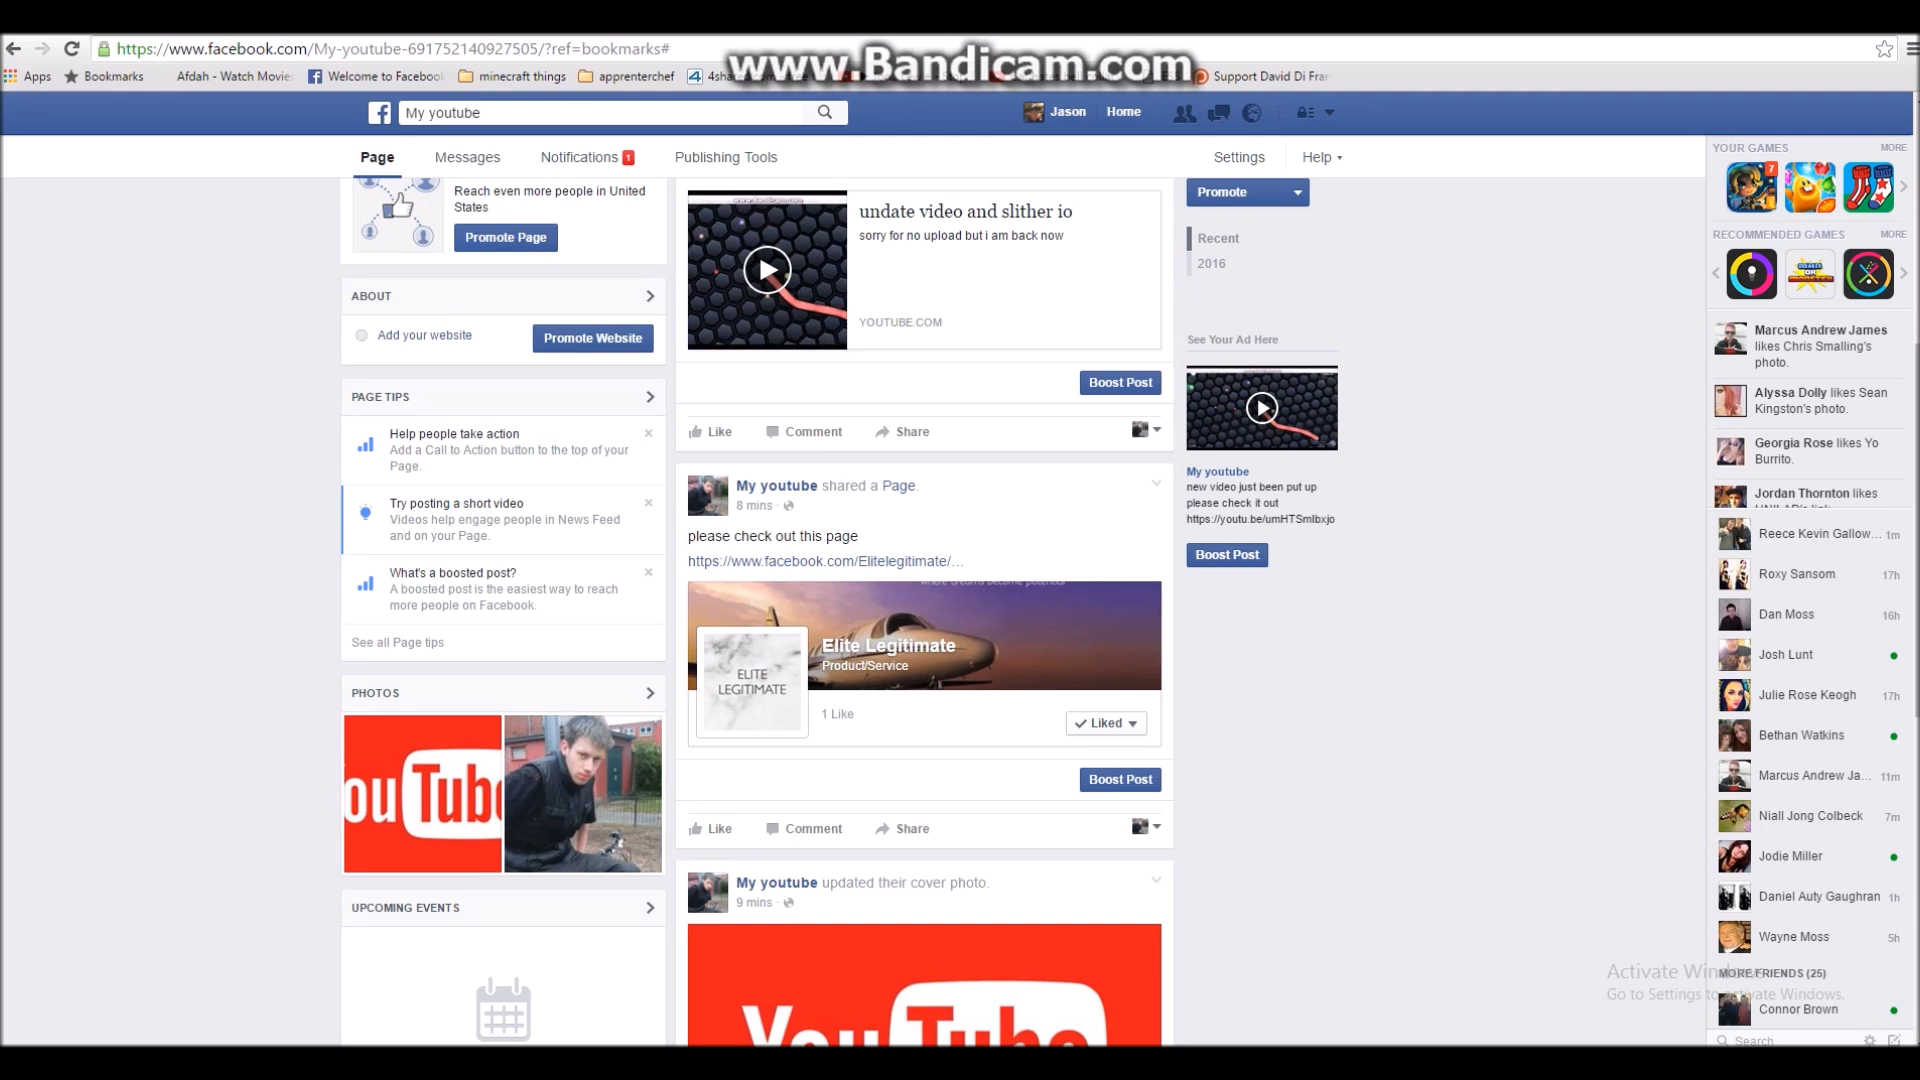 https://www.facebook.com/My-youtube-691752140927505/?ref=bookmarks#
www.Bandicam.com
Apps
Bookmarks
Afdah - Watch Movies
Welcome to Facebook
minecraft things
apprenterchef
Support David Di Fran
My youtube
Jason
Home
Page
Messages
Notifications 1
Publishing Tools
Settings
Help
Reach even more people in United
States
Promote Page
ABOUT
Add your website
Promote Website
PAGE TIPS
Help people take action
Add a Call to Action button to the top of your
Page.
Try posting a short video
Videos help engage people in News Feed
and on your Page.
What's a boosted post?
A boosted post is the easiest way to reach
more people on Facebook.
See all Page tips
PHOTOS
ouTube
UPCOMING EVENTS
undate video and slither io
sorry for no upload but i am back now
YOUTUBE.COM
Boost Post
Like Comment Share
My youtube shared a Page.
8 mins ·
please check out this page
https://www.facebook.com/Elitelegitimate/…
Elite Legitimate
Product/Service
ELITE
LEGITIMATE
1 Like
Liked
Boost Post
Like Comment Share
My youtube updated their cover photo.
9 mins ·
YouTube
Promote
Recent
2016
See Your Ad Here
My youtube
new video just been put up
please check it out
https://youtu.be/umHTSmlbxjo
Boost Post
YOUR GAMES MORE
7
RECOMMENDED GAMES MORE
Marcus Andrew James
likes Chris Smalling's
photo.
Alyssa Dolly likes Sean
Kingston's photo.
Georgia Rose likes Yo
Burrito.
Jordan Thornton likes
Reece Kevin Gallow... 1m
Roxy Sansom 17h
Dan Moss 16h
Josh Lunt
Julie Rose Keogh 17h
Bethan Watkins
Marcus Andrew Ja... 11m
Niall Jong Colbeck 7m
Jodie Miller
Daniel Auty Gaughran 1h
Wayne Moss 5h
MORE FRIENDS (25)
Connor Brown
Search
Activate Windows
Go to Settings to activate Windows.